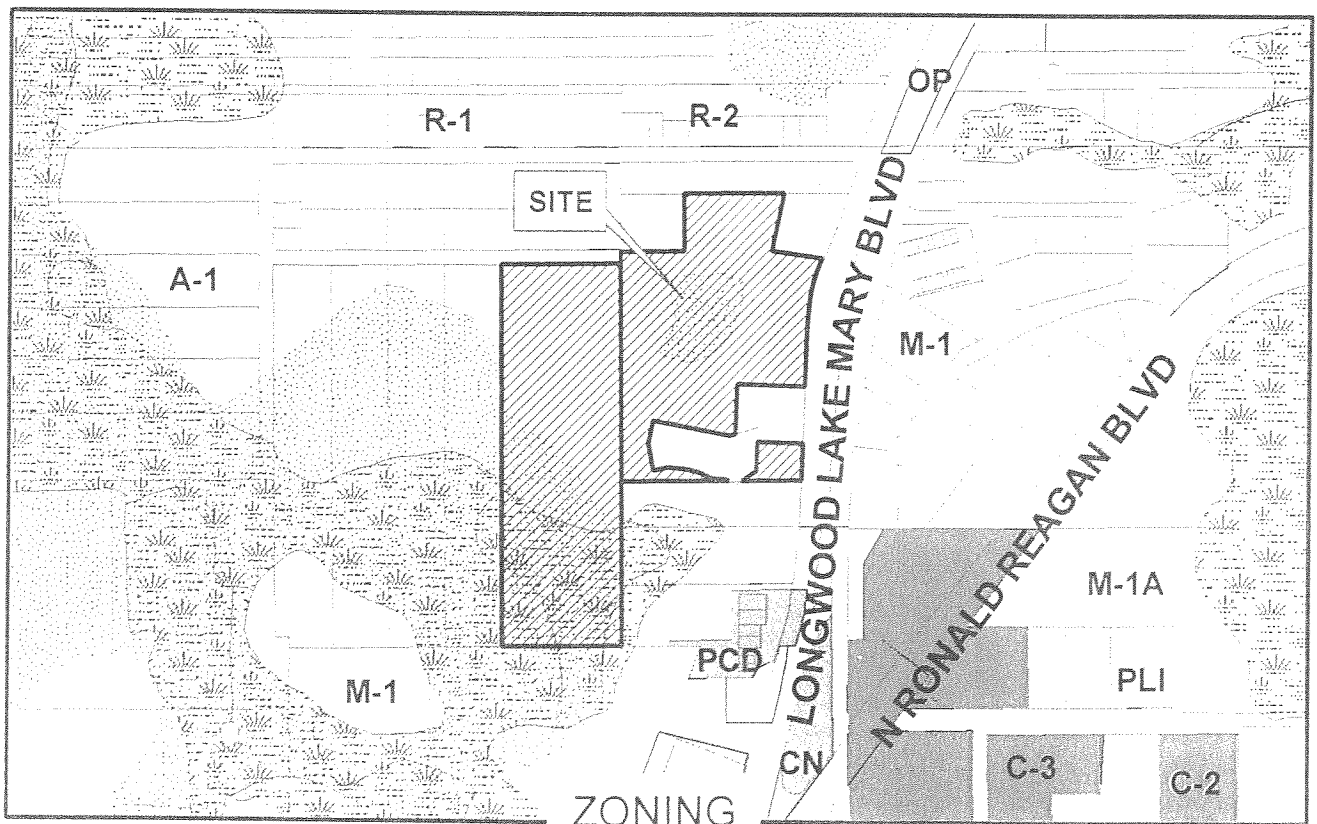 OP
R-1
R-2
SITE
A-1
LONGWOOD LAKE MARY BLVD
M-1
N RONALD REAGAN BLVD
M-1A
PCD
PLI
M-1
CN
C-3
C-2
ZONING